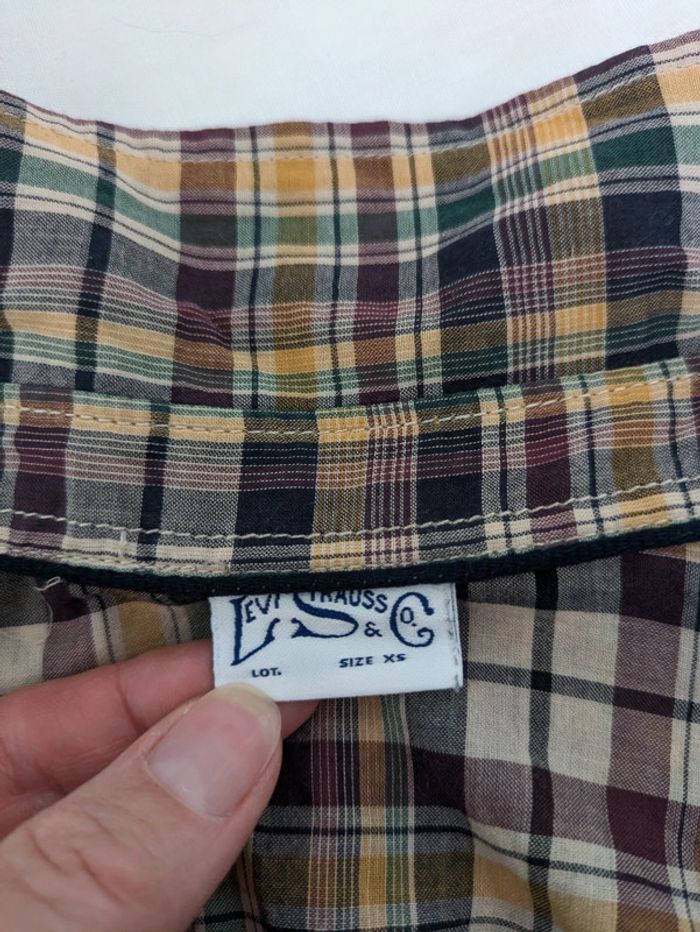 LEVI STRAUSS
& CO.
LOT. SIZE XS